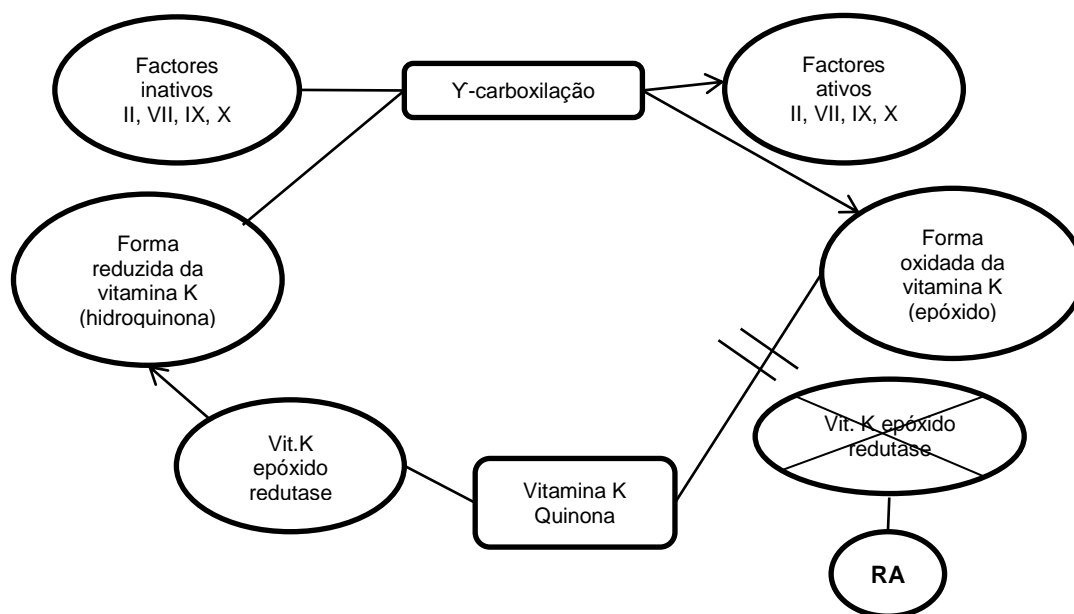 Factores
inativos
II, VII, IX, X
ϒ-carboxilação
Factores
ativos
II, VII, IX, X
Forma
reduzida da
vitamina K
(hidroquinona)
Forma
oxidada da
vitamina K
(epóxido)
Vit.K
epóxido
redutase
Vitamina K
Quinona
Vit. K epóxido
redutase
RA